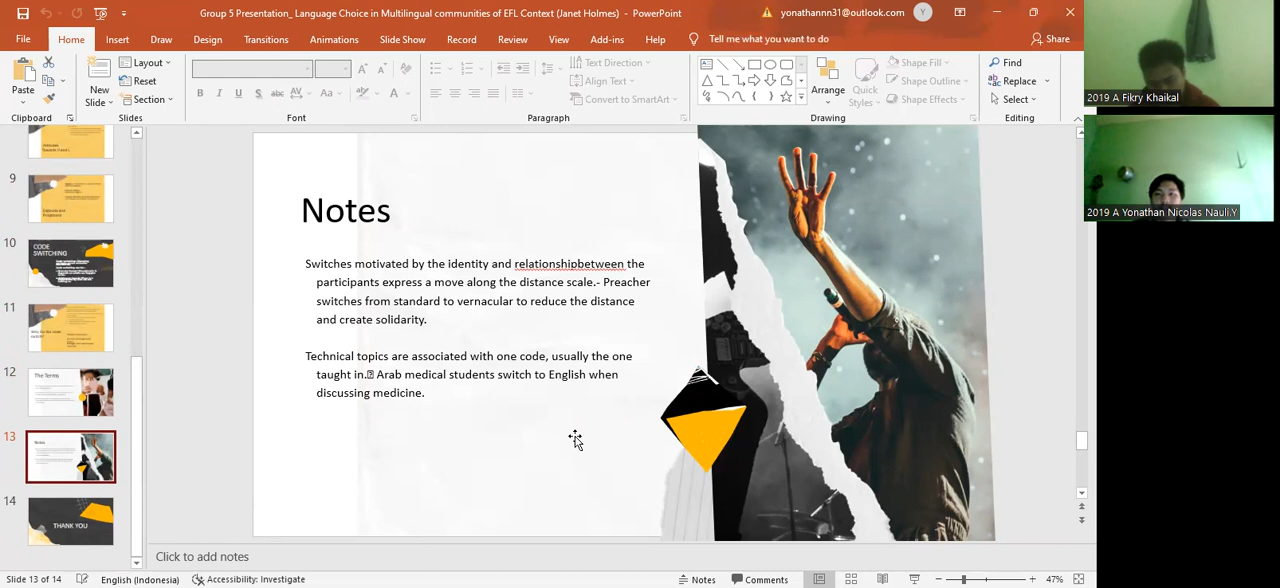 Group 5 Presentation_ Language Choice in Multilingual communities of EFL Context (Janet Holmes) - PowerPoint
yonathannn31@outlook.com
Y
File Home Insert Draw Design Transitions Animations Slide Show Record Review View Add-ins Help Tell me what you want to do
Share
Paste
New
Slide
Layout
Reset
Section
B I U S abc AV Aa A
Text Direction
Align Text
Convert to SmartArt
Arrange
Quick
Styles
Shape Fill
Shape Outline
Shape Effects
Find
Replace
Select
Clipboard Slides Font Paragraph Drawing Editing
2019 A Fikry Khaikal
2019 A Yonathan Nicolas Nauli.Y
9
10
CODE
SWITCHING
11
12
The Terms
13
Notes
14
THANK YOU
Notes
Switches motivated by the identity and relationshipbetween the
participants express a move along the distance scale.- Preacher
switches from standard to vernacular to reduce the distance
and create solidarity.
Technical topics are associated with one code, usually the one
taught in. Arab medical students switch to English when
discussing medicine.
Click to add notes
Slide 13 of 14 English (Indonesia) Accessibility: Investigate Notes Comments 47%